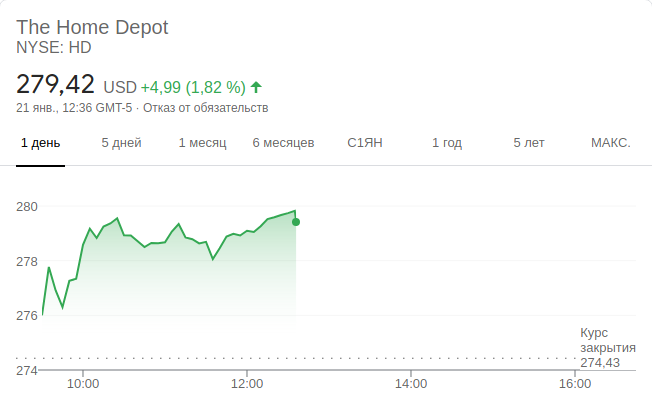 The Home Depot
NYSE: HD
279,42 USD +4,99 (1,82 %)
21 янв., 12:36 GMT-5 · Отказ от обязательств
1 день 5 дней 1 месяц 6 месяцев С1ЯН 1 год 5 лет МАКС.
280
278
276
274
Курс
закрытия
274,43
10:00 12:00 14:00 16:00